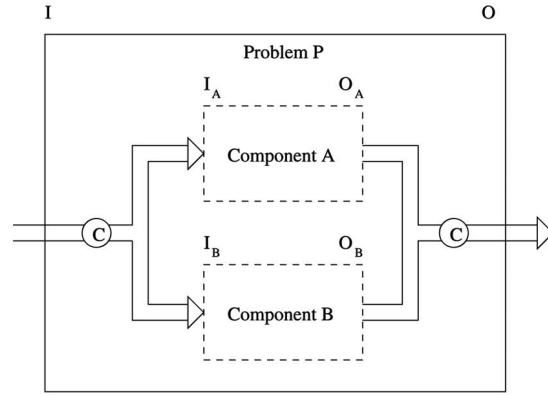 I O
Problem P
I_A O_A
Component A
C C
I_B O_B
Component B